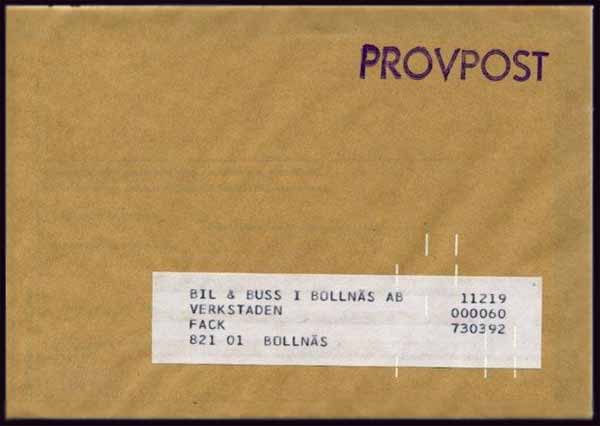 PROVPOST
BIL & BUSS I BOLLNÄS AB 11219
VERKSTADEN 000060
FACK 730392
821 01 BOLLNÄS